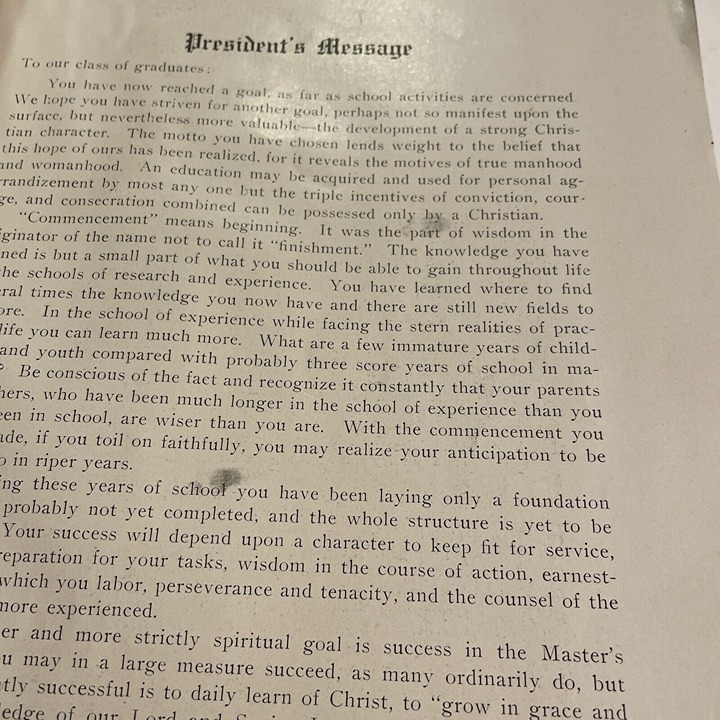 President's Message
To our class of graduates:
You have now reached a goal, as far as school activities are concerned
We hope you have striven for another goal, perhaps not so manifest upon the
surface, but nevertheless more valuable—the development of a strong Chris-
tian character. The motto you have chosen lends weight to the belief that
this hope of ours has been realized, for it reveals the motives of true manhood
and womanhood. An education may be acquired and used for personal ag-
randizement by most any one but the triple incentives of conviction, cour-
ge, and consecration combined can be possessed only by a Christian.
"Commencement" means beginning. It was the part of wisdom in the
iginator of the name not to call it "finishment." The knowledge you have
ned is but a small part of what you should be able to gain throughout life
he schools of research and experience. You have learned where to find
ral times the knowledge you now have and there are still new fields to
ore. In the school of experience while facing the stern realities of prac-
life you can learn much more. What are a few immature years of child-
and youth compared with probably three score years of school in ma-
? Be conscious of the fact and recognize it constantly that your parents
hers, who have been much longer in the school of experience than you
een in school, are wiser than you are. With the commencement you
ade, if you toil on faithfully, you may realize your anticipation to be
o in riper years.
ing these years of school you have been laying only a foundation
probably not yet completed, and the whole structure is yet to be
Your success will depend upon a character to keep fit for service,
reparation for your tasks, wisdom in the course of action, earnest-
which you labor, perseverance and tenacity, and the counsel of the
more experienced.
er and more strictly spiritual goal is success in the Master's
u may in a large measure succeed, as many ordinarily do, but
tly successful is to daily learn of Christ, to "grow in grace and
ledge of our Lord and